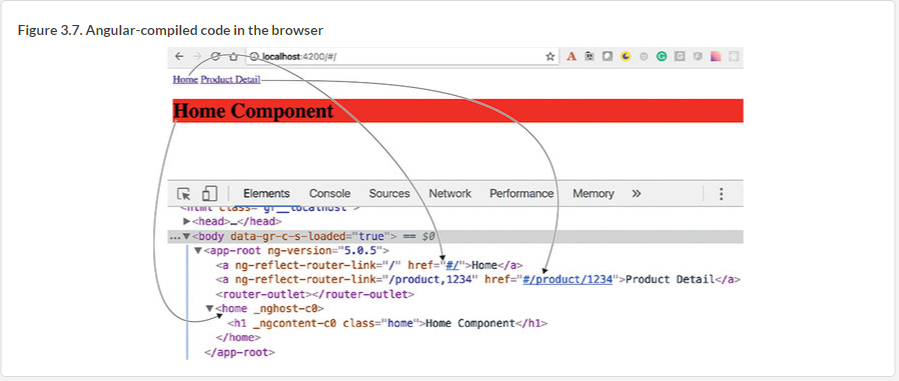 Figure 3.7. Angular-compiled code in the browser
localhost:4200/#/
Home Product Detail
Home Component
Elements Console Sources Network Performance Memory »
<html class="gr__localhost">
▶<head>…</head>
...▼<body data-gr-c-s-loaded="true"> == $0
▼<app-root ng-version="5.0.5">
<a ng-reflect-router-link="/" href="#/">Home</a>
<a ng-reflect-router-link="/product,1234" href="#/product/1234">Product Detail</a>
<router-outlet></router-outlet>
▼<home _nghost-c0>
<h1 _ngcontent-c0 class="home">Home Component</h1>
</home>
</app-root>